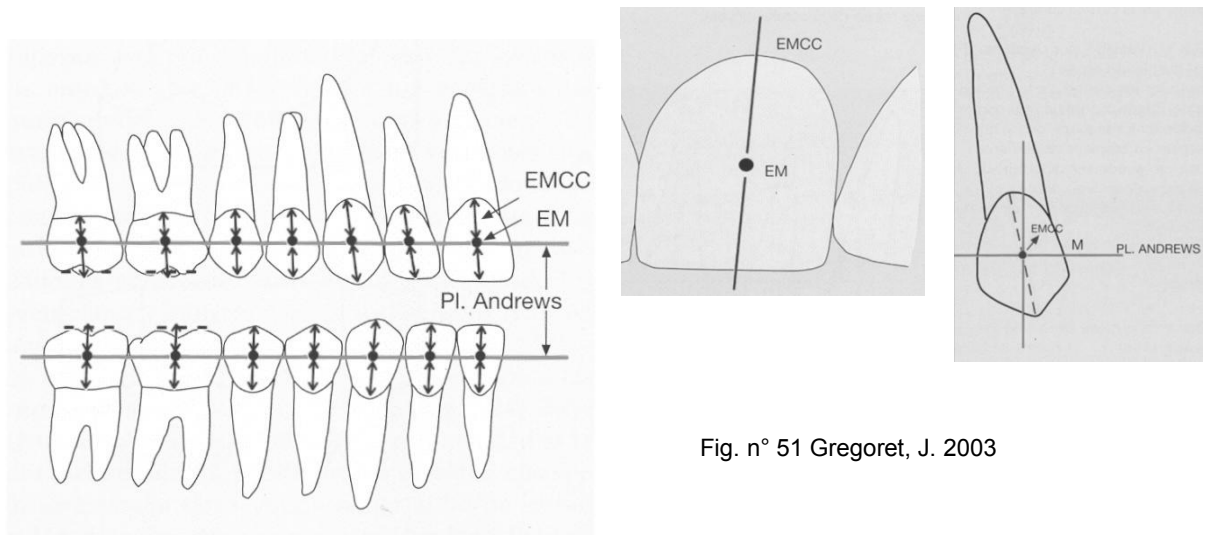 EMCC
EM
Pl. Andrews
EMCC
EM
EMCC
M
PL. ANDREWS
Fig. n° 51 Gregoret, J. 2003